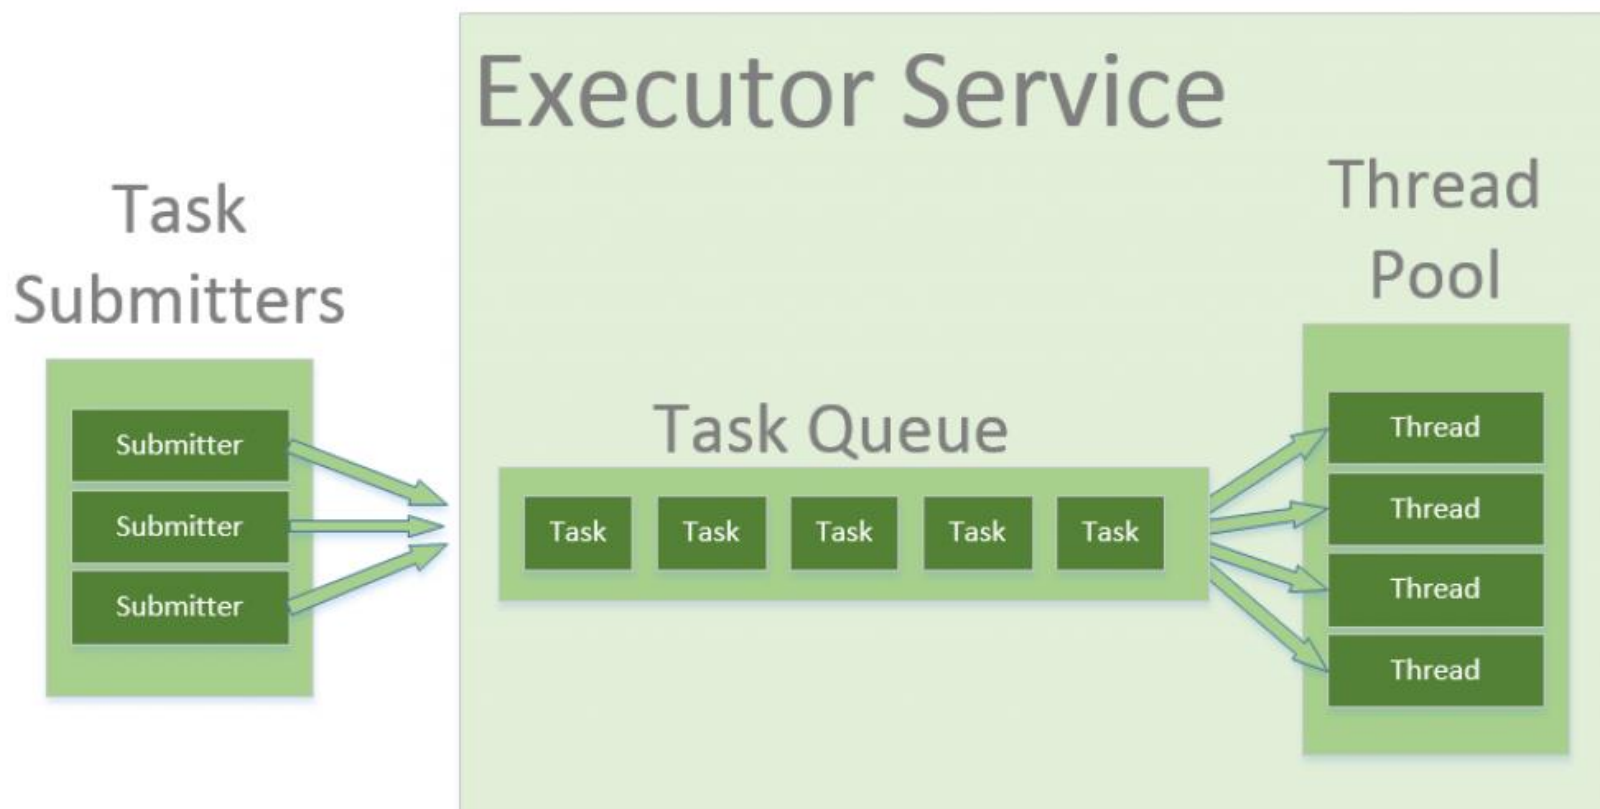 Executor Service
Task
Submitters
Submitter
Submitter
Submitter
Task Queue
Task Task Task Task Task
Thread
Pool
Thread
Thread
Thread
Thread